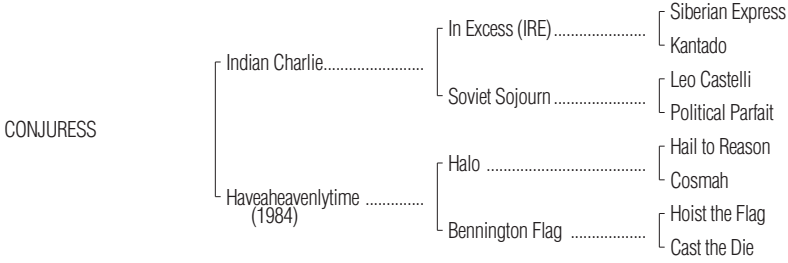 Siberian Express
In Excess (IRE)......................
Kantado
Indian Charlie........................
Leo Castelli
Soviet Sojourn......................
Political Parfait
CONJURESS
Hail to Reason
Halo ......................................
Cosmah
Haveaheavenlytime ..............
(1984)
Hoist the Flag
Bennington Flag ..................
Cast the Die